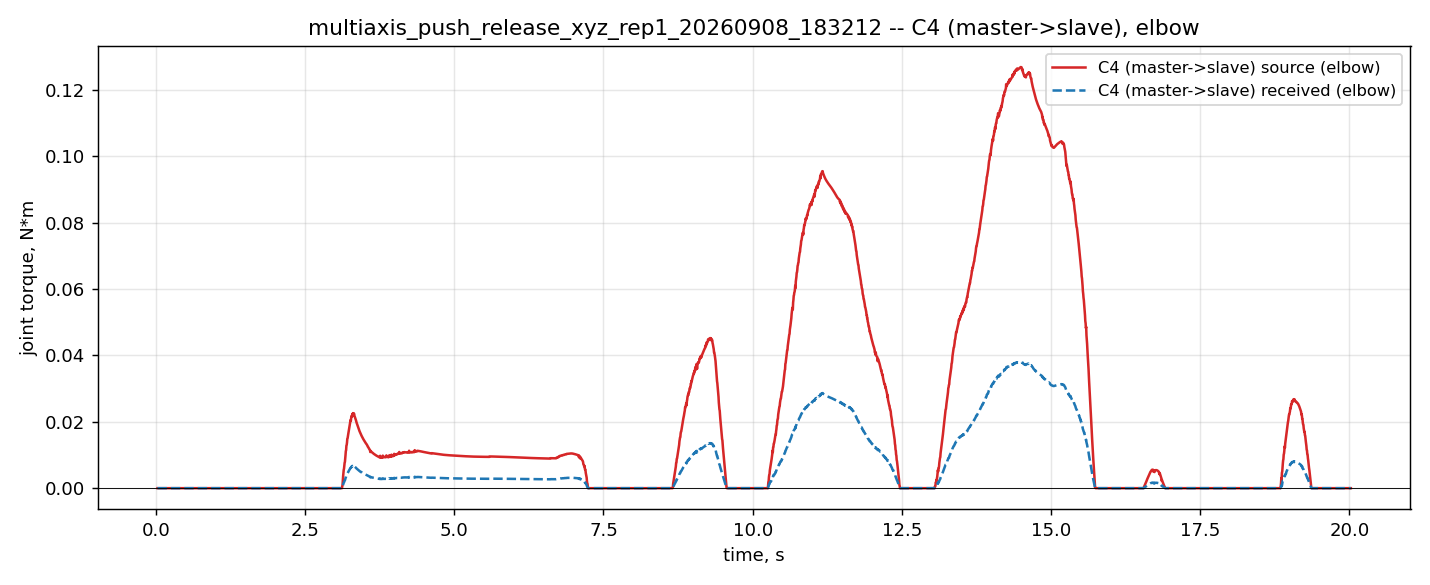 multiaxis_push_release_xyz_rep1_20260908_183212 -- C4 (master->slave), elbow
C4 (master->slave) source (elbow)
C4 (master->slave) received (elbow)
joint torque, N*m
0.12
0.10
0.08
0.06
0.04
0.02
0.00
0.0 2.5 5.0 7.5 10.0 12.5 15.0 17.5 20.0
time, s